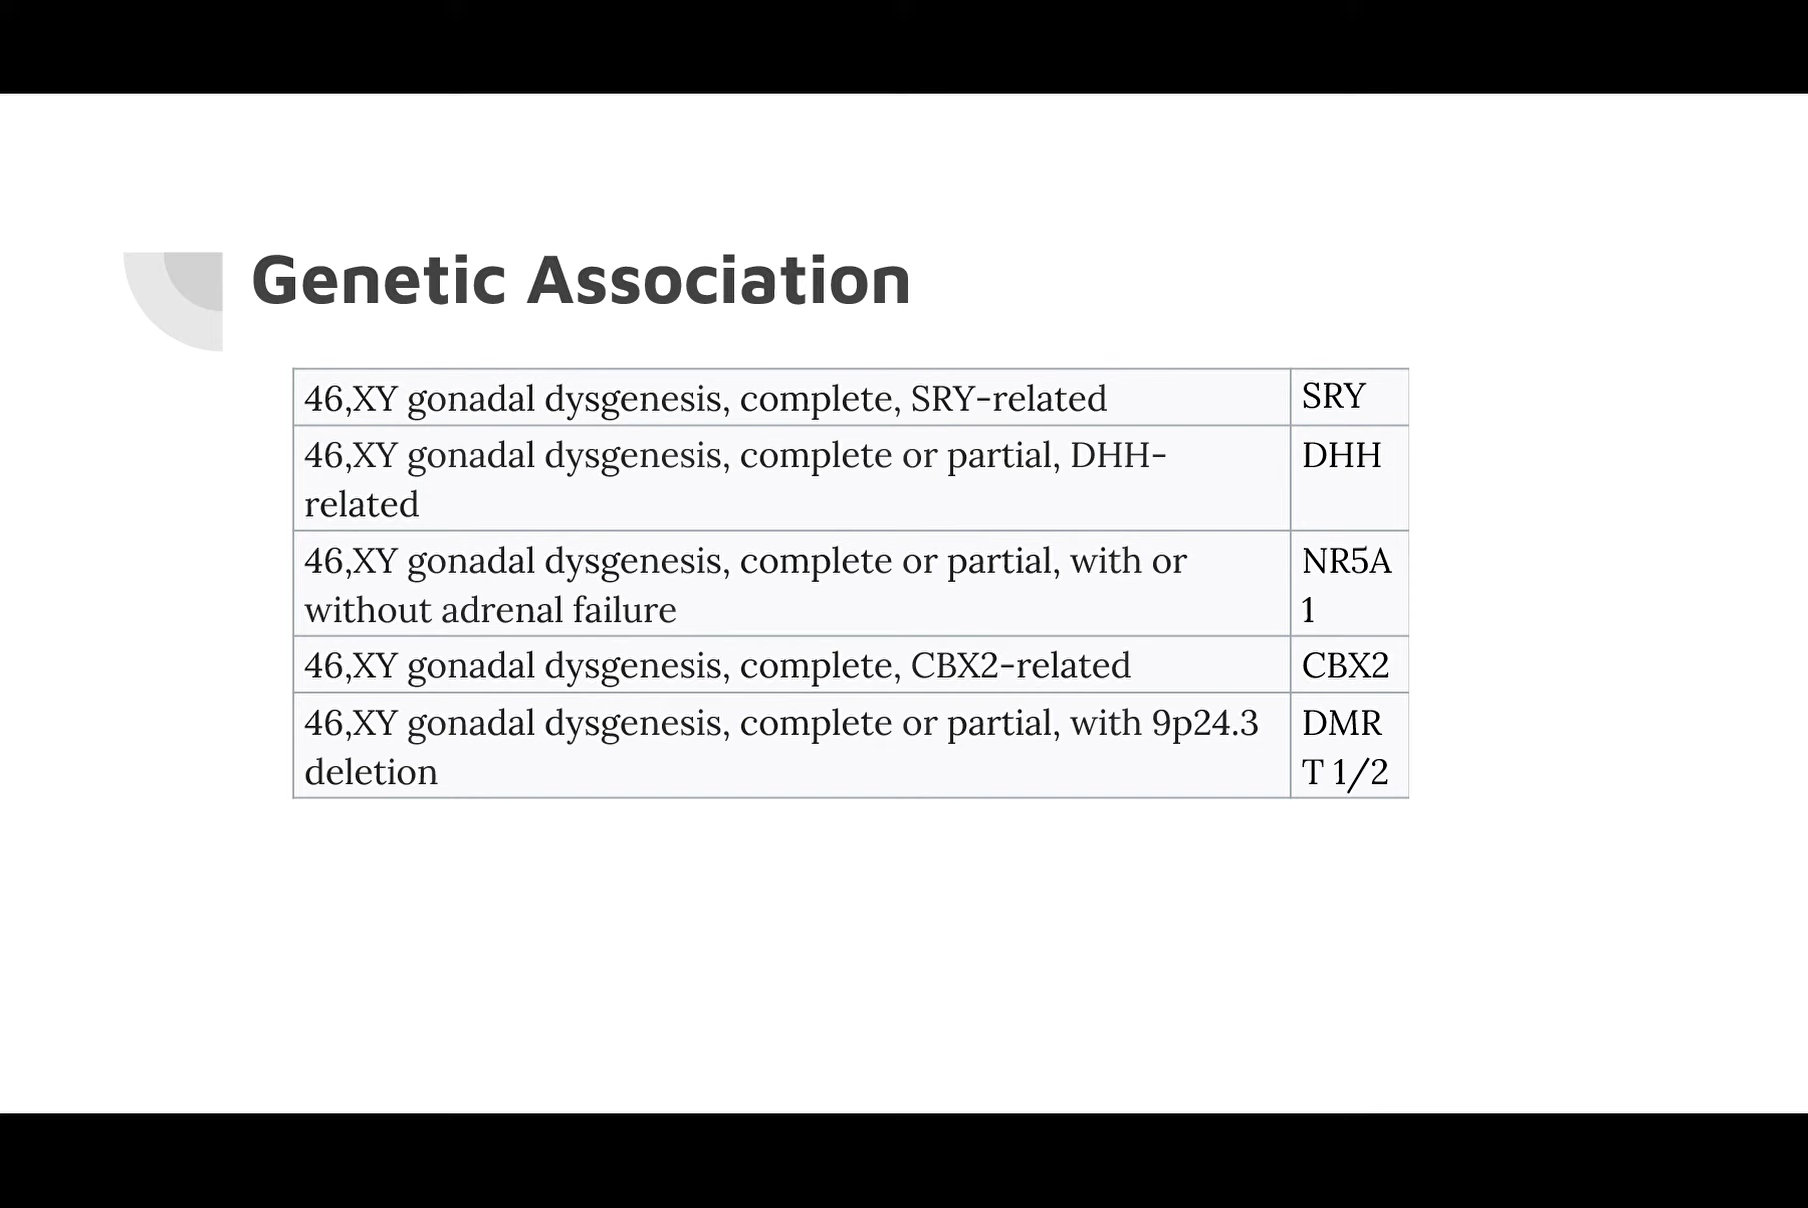 Genetic Association
46,XY gonadal dysgenesis, complete, SRY-related
SRY
46,XY gonadal dysgenesis, complete or partial, DHH-
related
DHH
46,XY gonadal dysgenesis, complete or partial, with or
without adrenal failure
NR5A
1
46,XY gonadal dysgenesis, complete, CBX2-related
CBX2
46,XY gonadal dysgenesis, complete or partial, with 9p24.3
deletion
DMR
T 1/2